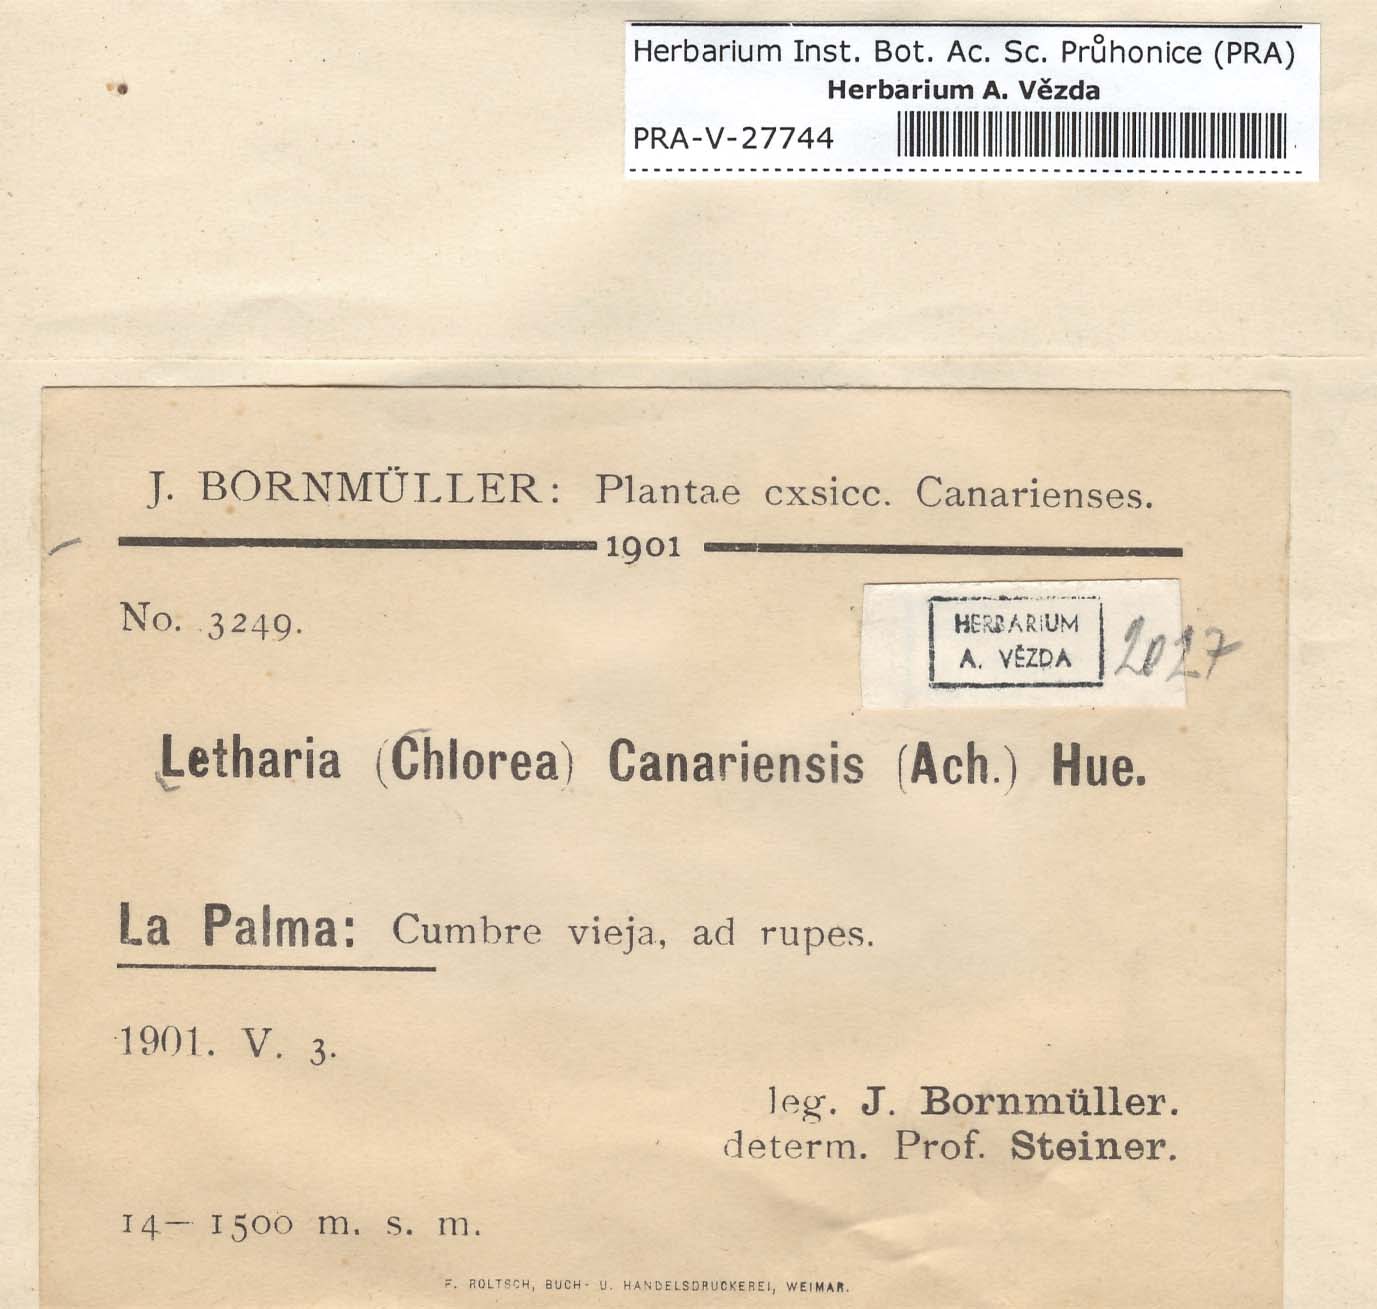 Herbarium Inst. Bot. Ac. Sc. Průhonice (PRA)
Herbarium A. Vězda
PRA-V-27744
J. BORNMÜLLER: Plantae exsicc. Canarienses.
1901
No. 3249.
HERBARIUM
A. VĚZDA
2027
Letharia (Chlorea) Canariensis (Ach.) Hue.
La Palma: Cumbre vieja, ad rupes.
1901. V. 3.
leg. J. Bornmüller.
determ. Prof. Steiner.
14— 1500 m. s. m.
F. ROLTSCH, BUCH- U. HANDELSDRUCKEREI, WEIMAR.